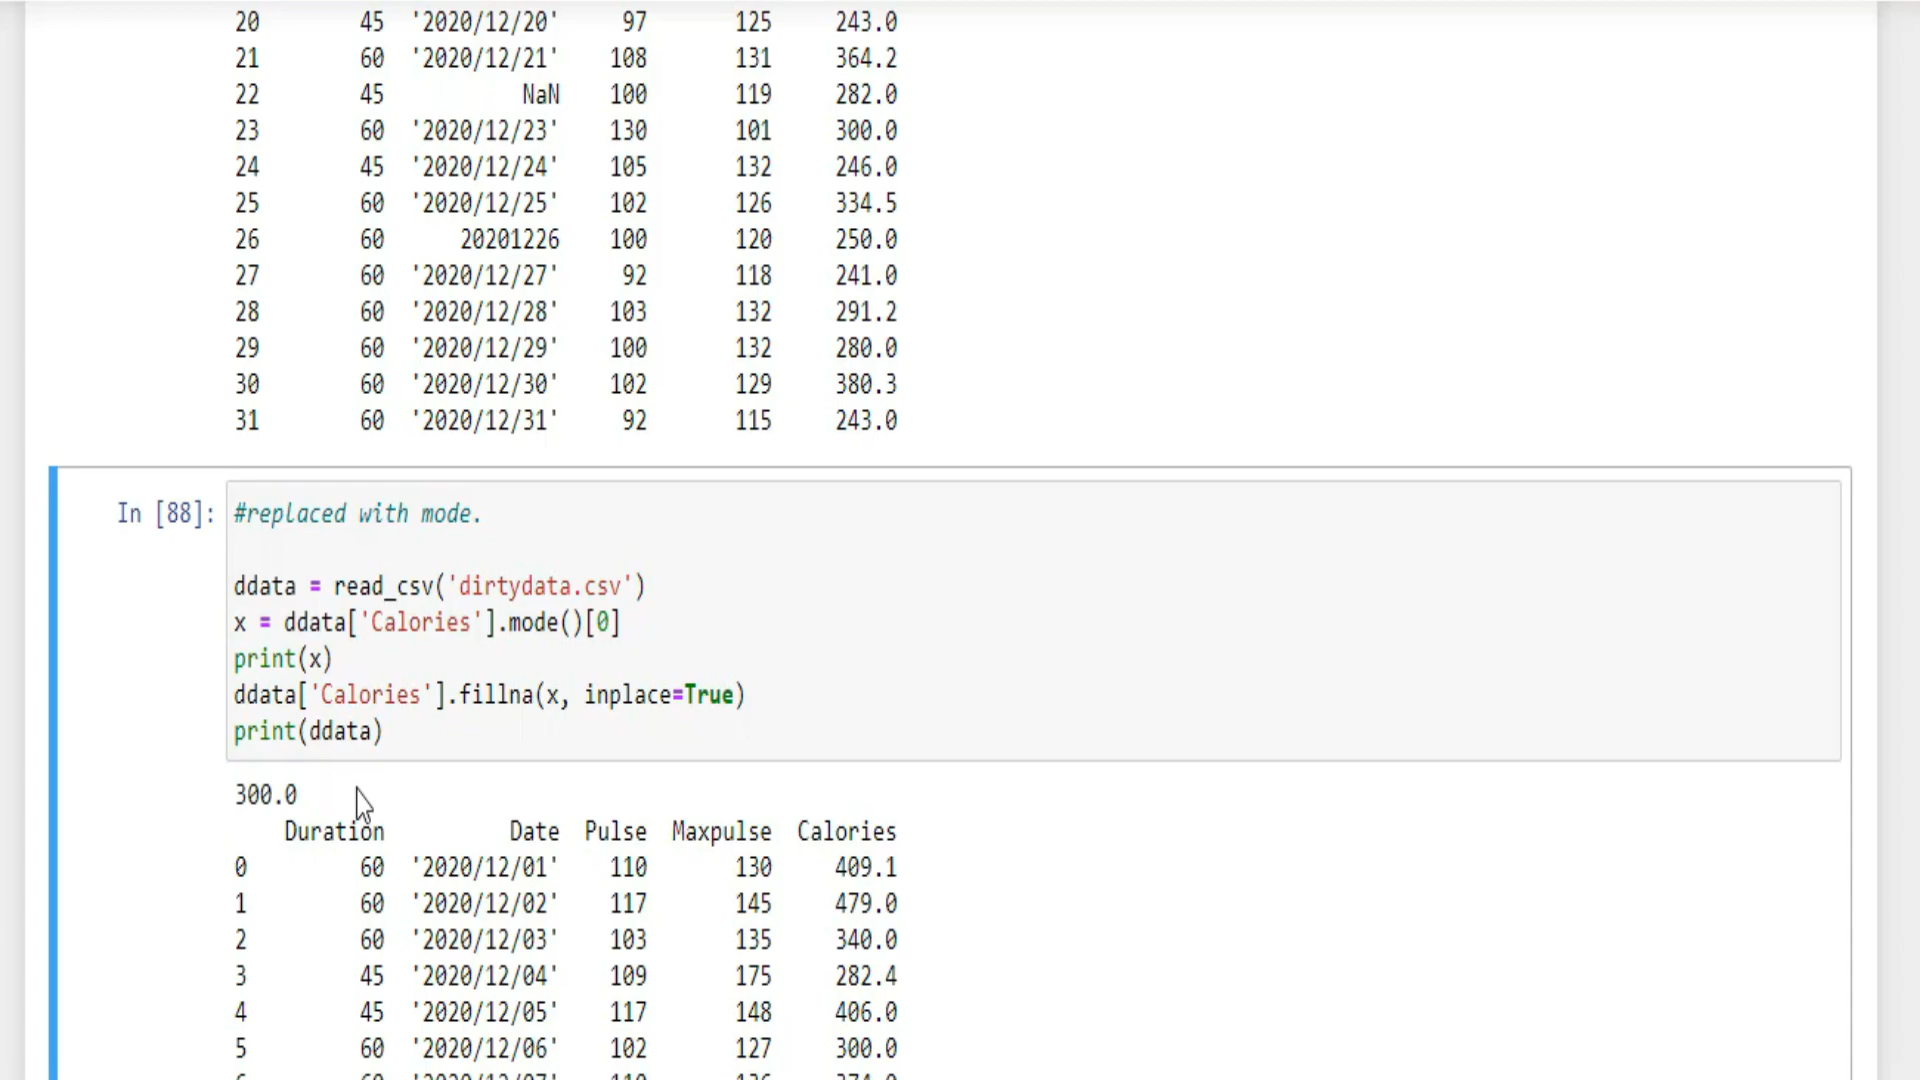 20 45 '2020/12/20' 97 125 243.0
21 60 '2020/12/21' 108 131 364.2
22 45 NaN 100 119 282.0
23 60 '2020/12/23' 130 101 300.0
24 45 '2020/12/24' 105 132 246.0
25 60 '2020/12/25' 102 126 334.5
26 60 20201226 100 120 250.0
27 60 '2020/12/27' 92 118 241.0
28 60 '2020/12/28' 103 132 291.2
29 60 '2020/12/29' 100 132 280.0
30 60 '2020/12/30' 102 129 380.3
31 60 '2020/12/31' 92 115 243.0
In [88]: #replaced with mode.
ddata = read_csv('dirtydata.csv')
x = ddata['Calories'].mode()[0]
print(x)
ddata['Calories'].fillna(x, inplace=True)
print(ddata)
300.0
Duration Date Pulse Maxpulse Calories
0 60 '2020/12/01' 110 130 409.1
1 60 '2020/12/02' 117 145 479.0
2 60 '2020/12/03' 103 135 340.0
3 45 '2020/12/04' 109 175 282.4
4 45 '2020/12/05' 117 148 406.0
5 60 '2020/12/06' 102 127 300.0